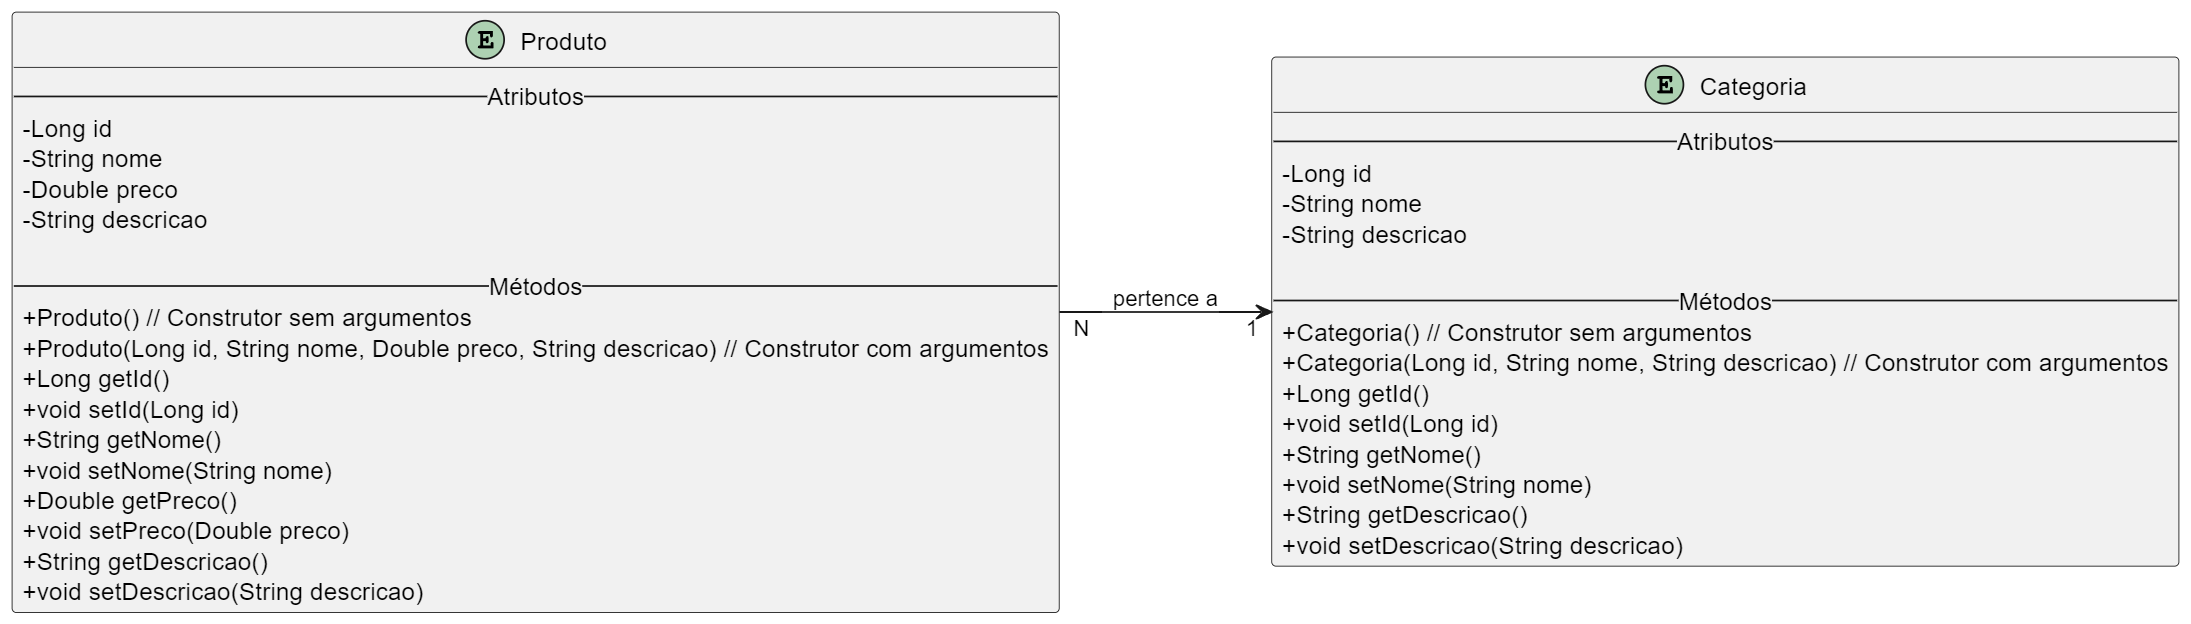 E Produto
Atributos
-Long id
-String nome
-Double preco
-String descricao
Métodos
+Produto() // Construtor sem argumentos
+Produto(Long id, String nome, Double preco, String descricao) // Construtor com argumentos
+Long getId()
+void setId(Long id)
+String getNome()
+void setNome(String nome)
+Double getPreco()
+void setPreco(Double preco)
+String getDescricao()
+void setDescricao(String descricao)
pertence a
N 1
E Categoria
Atributos
-Long id
-String nome
-String descricao
Métodos
+Categoria() // Construtor sem argumentos
+Categoria(Long id, String nome, String descricao) // Construtor com argumentos
+Long getId()
+void setId(Long id)
+String getNome()
+void setNome(String nome)
+String getDescricao()
+void setDescricao(String descricao)